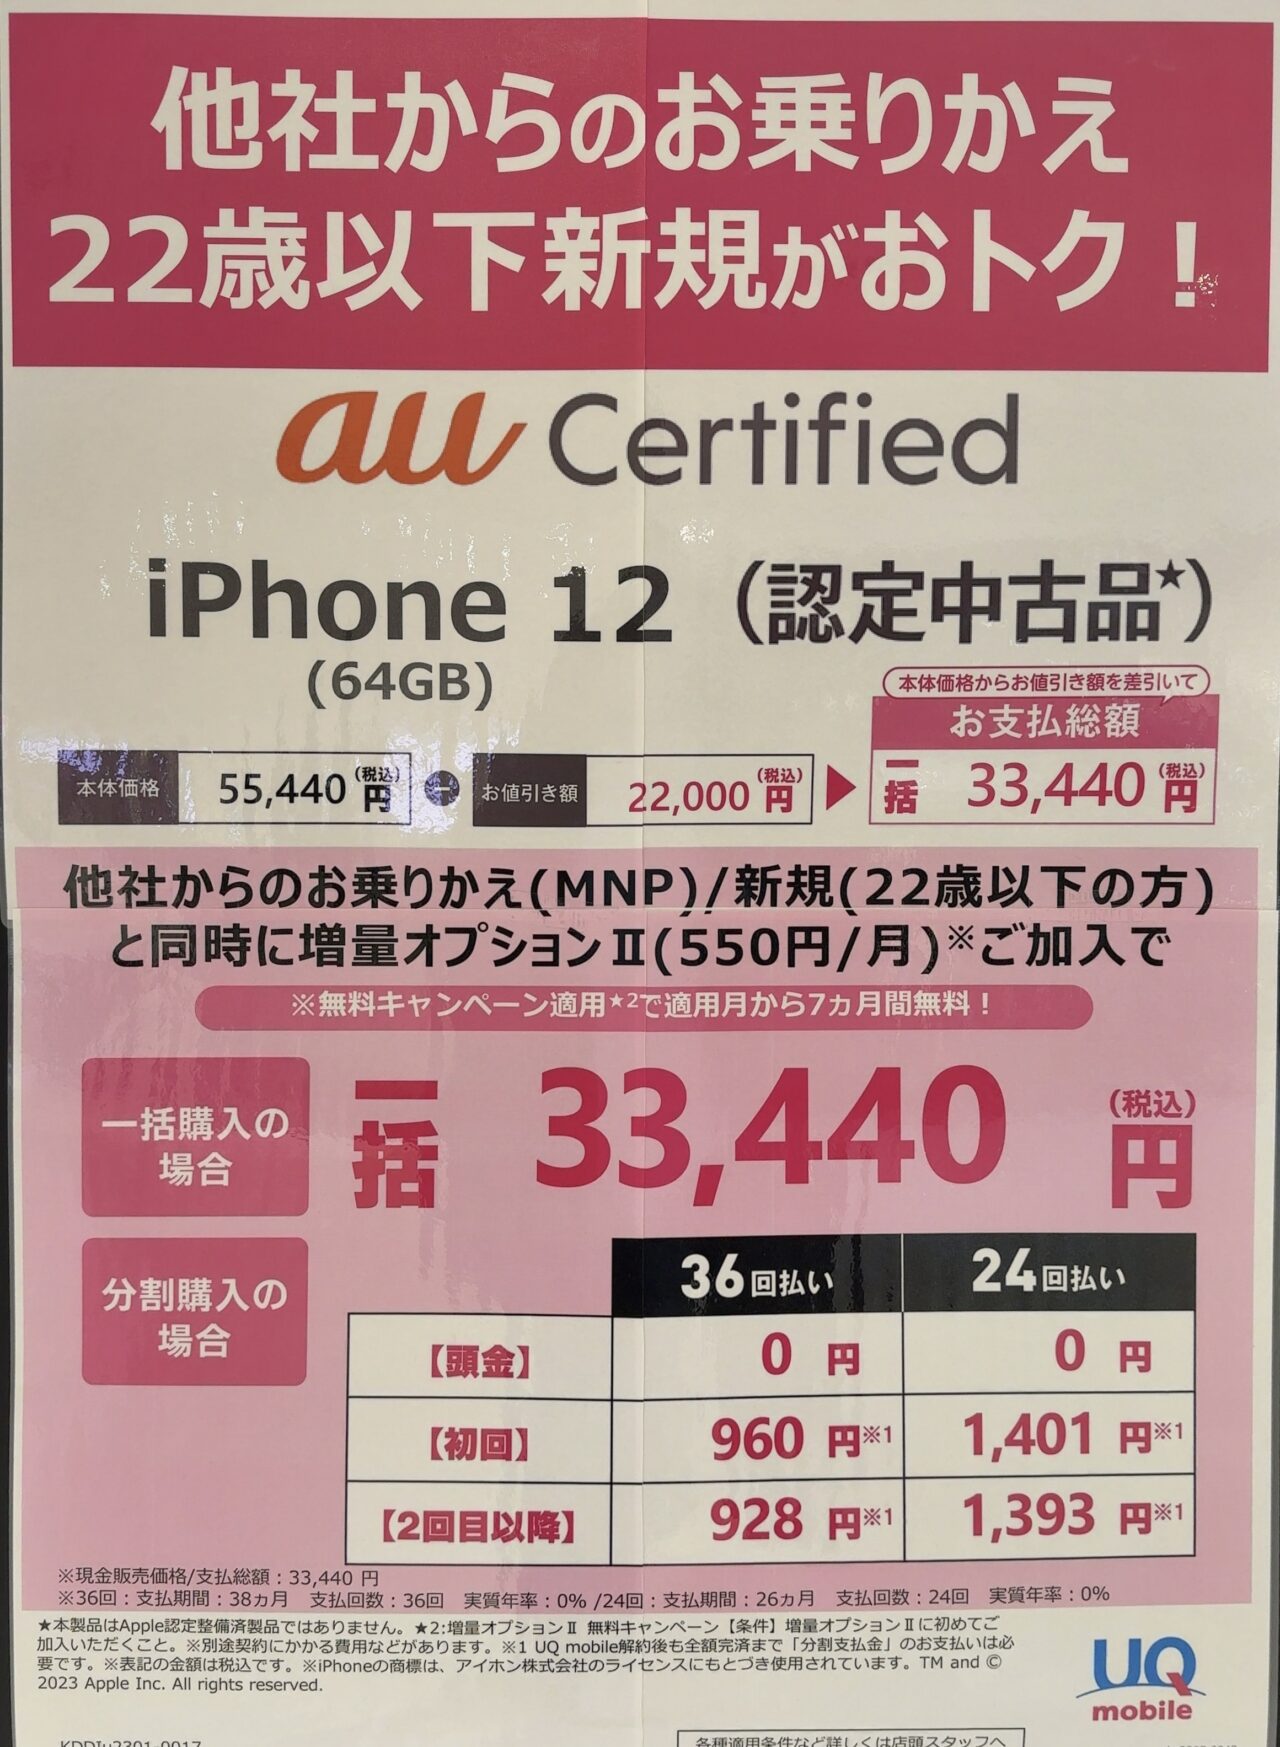 他社からのお乗りかえ
22歳以下新規がおトク！
au Certified
iPhone 12 (認定中古品★)
(64GB)
本体価格からお値引き額を差引いて
お支払総額
本体価格 55,440円(税込) － お値引き額 22,000円(税込) ▶ 一括 33,440円(税込)
他社からのお乗りかえ(MNP)/新規(22歳以下の方)
と同時に増量オプションⅡ(550円/月)※ご加入で
※無料キャンペーン適用★2で適用月から7ヵ月間無料！
一括購入の場合 一括 33,440円(税込)
分割購入の場合
36回払い 24回払い
【頭金】 0 円 0 円
【初回】 960 円※1 1,401 円※1
【2回目以降】 928 円※1 1,393 円※1
※現金販売価格/支払総額：33,440 円
※36回：支払期間：38ヵ月 支払回数：36回 実質年率：0% /24回：支払期間：26ヵ月 支払回数：24回 実質年率：0%
★本製品はApple認定整備済製品ではありません。★2:増量オプションⅡ 無料キャンペーン【条件】増量オプションⅡに初めてご
加入いただくこと。※別途契約にかかる費用などがあります。※1 UQ mobile解約後も全額完済まで「分割支払金」のお支払いは必
要です。※表記の金額は税込です。※iPhoneの商標は、アイホン株式会社のライセンスにもとづき使用されています。TM and ©
2023 Apple Inc. All rights reserved.
UQ
mobile
各種適用条件など詳しくは店頭スタッフへ